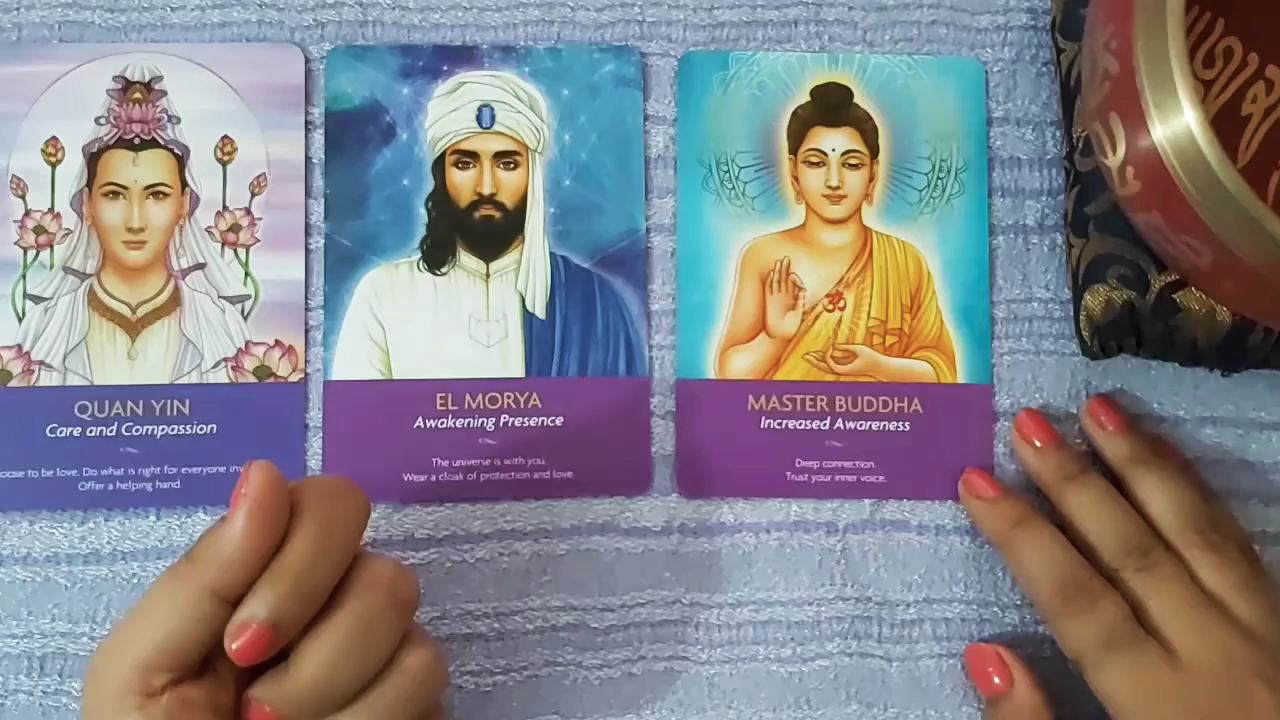 QUAN YIN
Care and Compassion
oose to be love. Do what is right for everyone inv
Offer a helping hand.
EL MORYA
Awakening Presence
The universe is with you.
Wear a cloak of protection and love.
ॐ
MASTER BUDDHA
Increased Awareness
Deep connection.
Trust your inner voice.